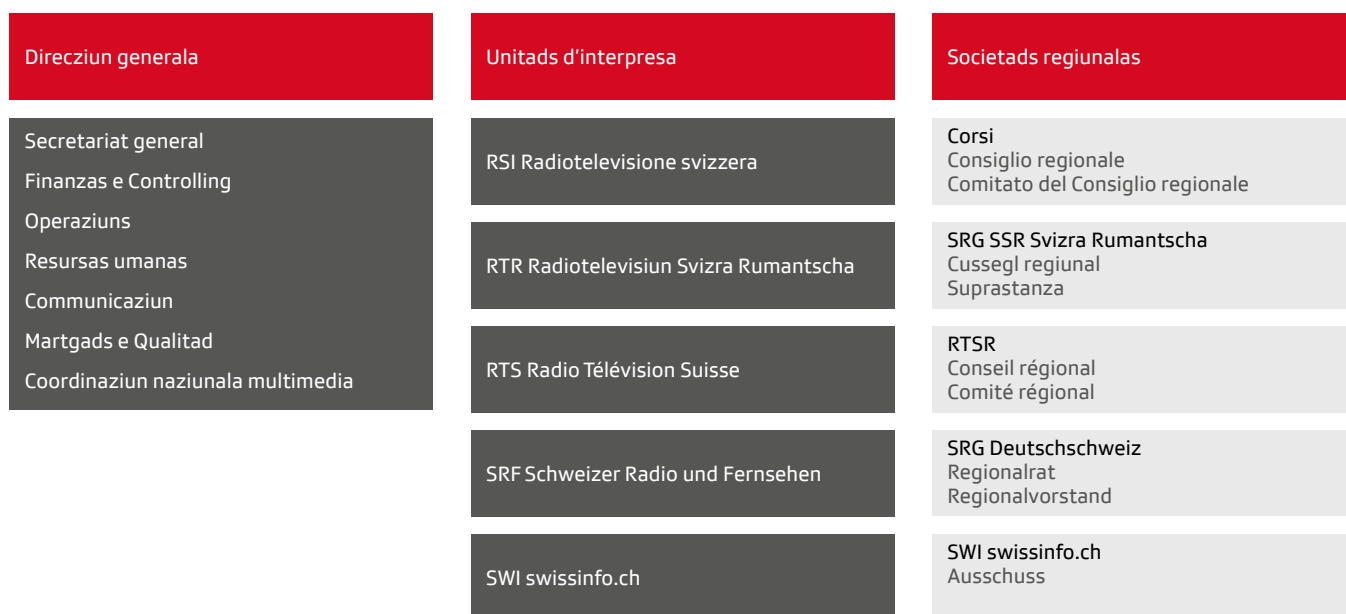 Direcziun generala
Secretariat general
Finanzas e Controlling
Operaziuns
Resursas umanas
Communicaziun
Martgads e Qualitad
Coordinaziun naziunala multimedia
Unitads d’interpresa
RSI Radiotelevisione svizzera
RTR Radiotelevisiun Svizra Rumantscha
RTS Radio Télévision Suisse
SRF Schweizer Radio und Fernsehen
SWI swissinfo.ch
Societads regiunalas
Corsi
Consiglio regionale
Comitato del Consiglio regionale
SRG SSR Svizra Rumantscha
Cussegl regiunal
Suprastanza
RTSR
Conseil régional
Comité régional
SRG Deutschschweiz
Regionalrat
Regionalvorstand
SWI swissinfo.ch
Ausschuss